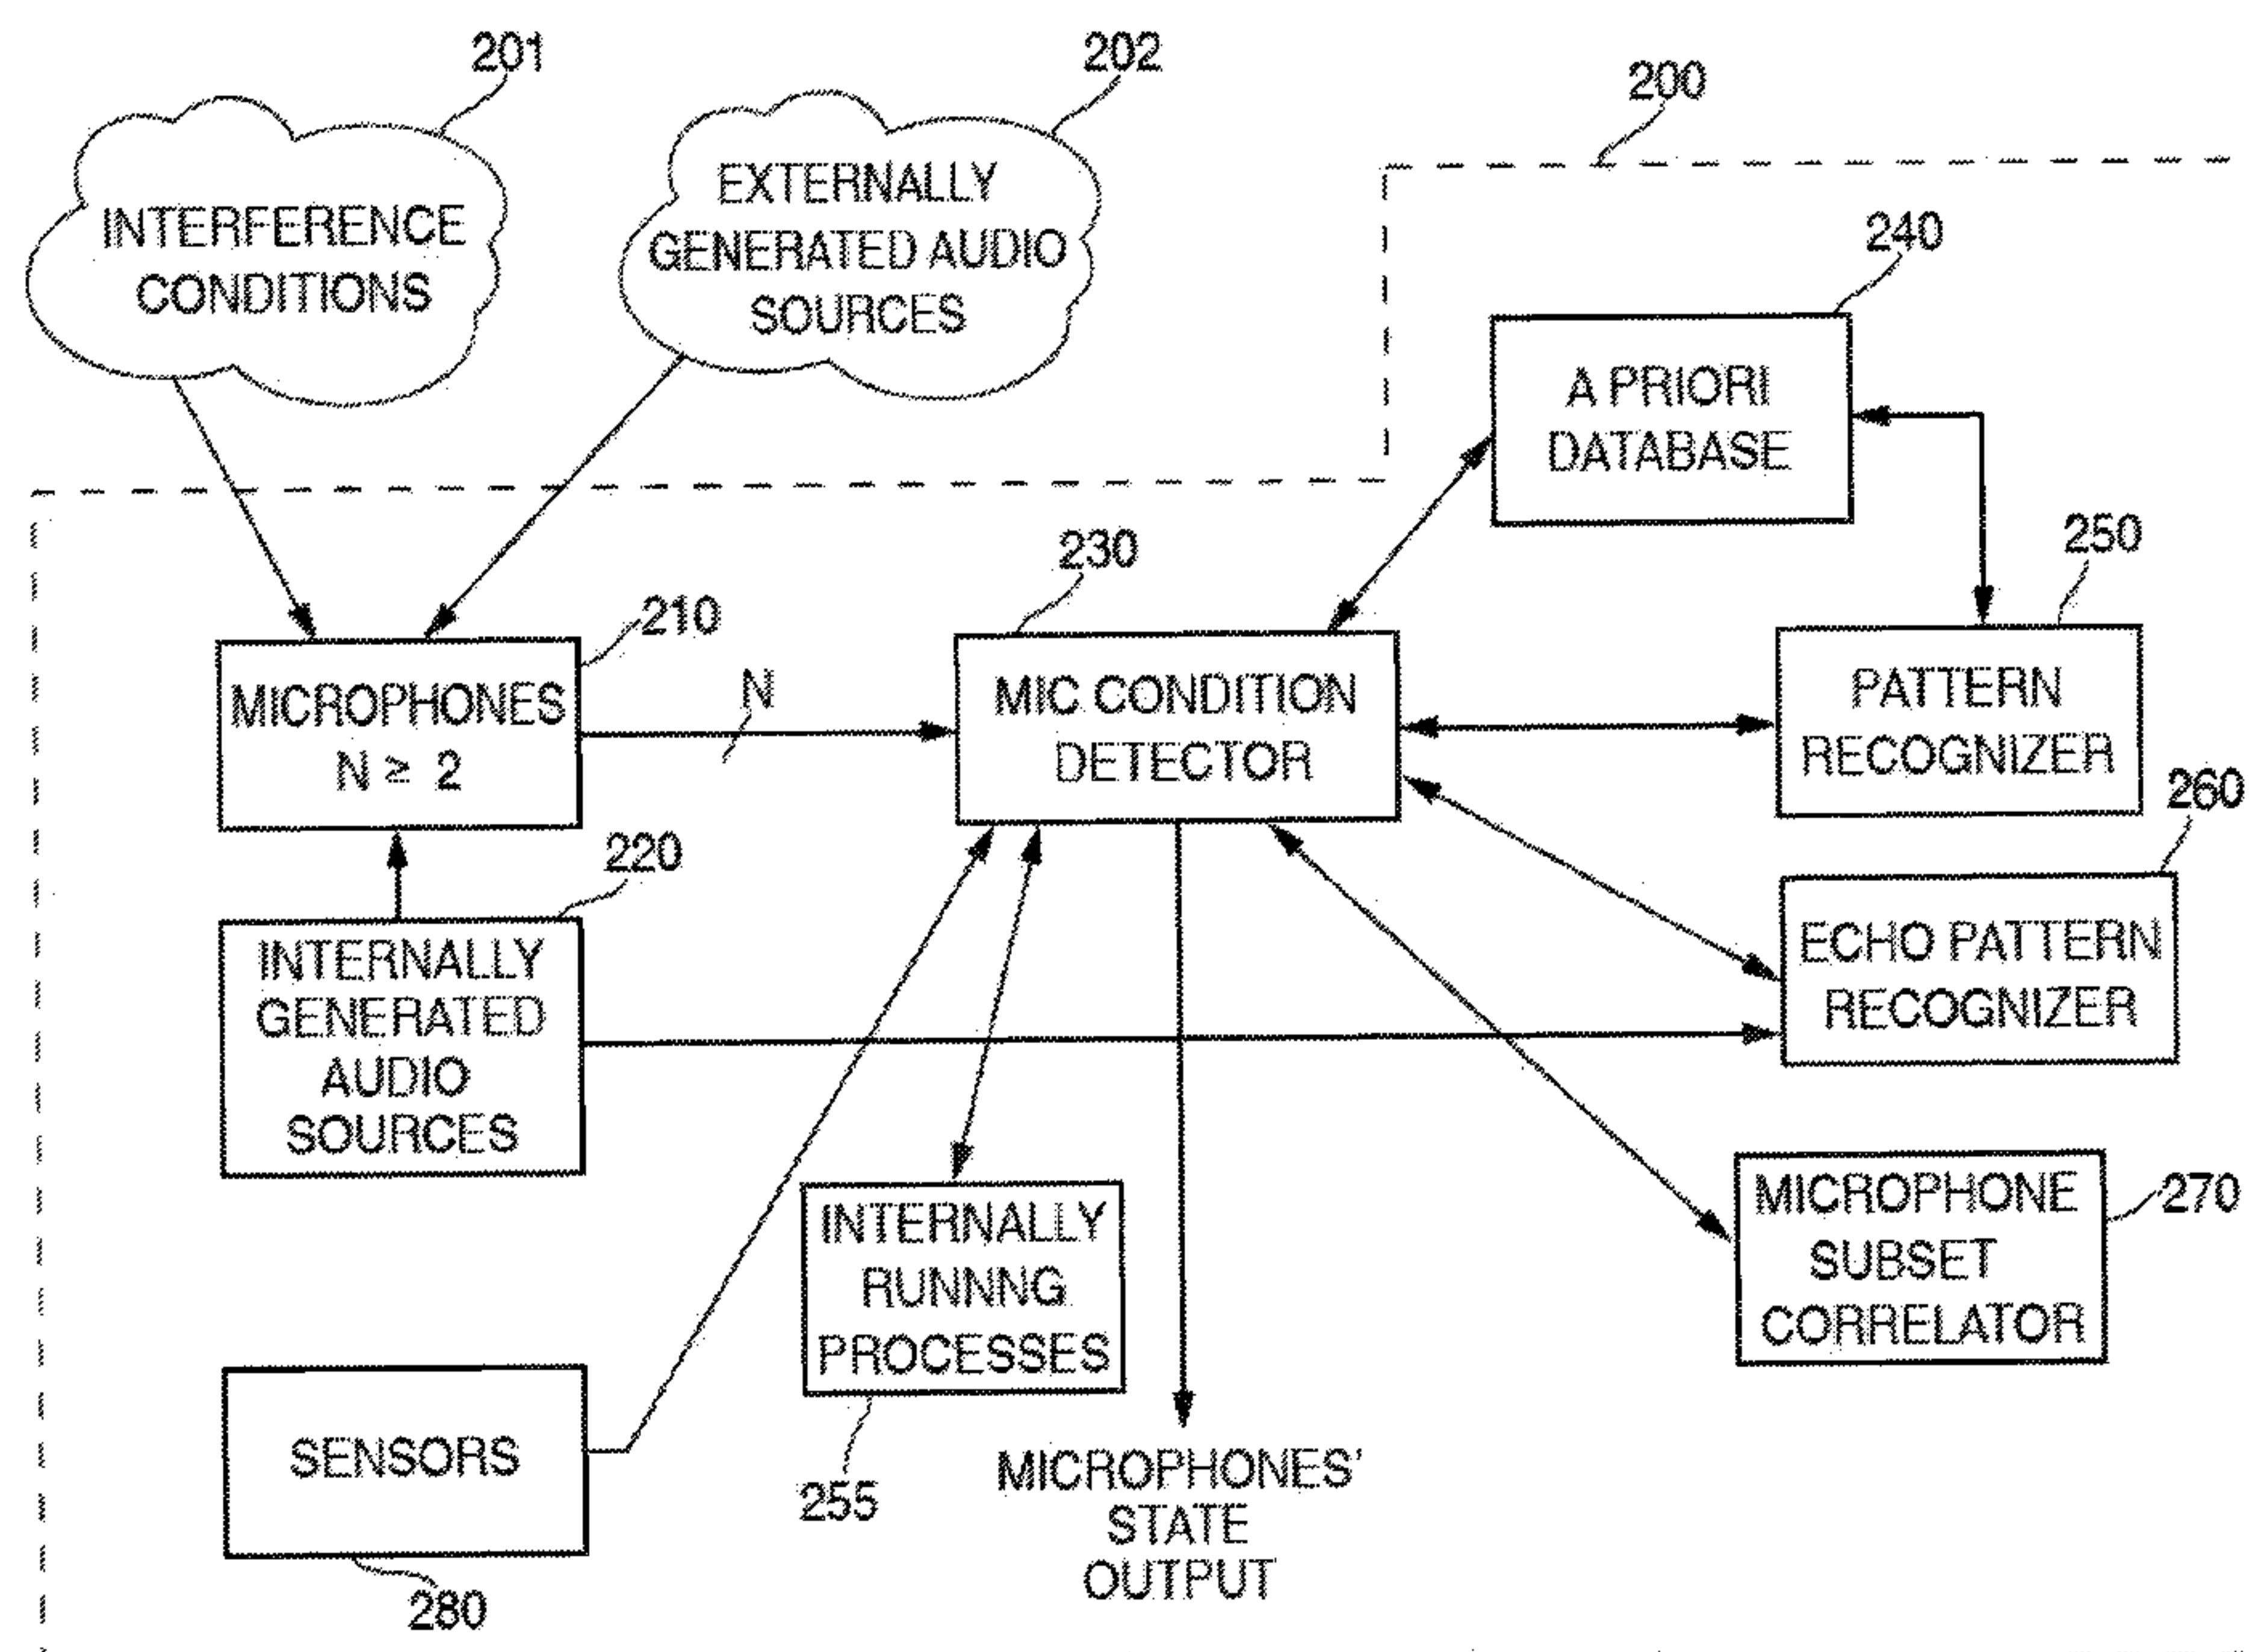 201
202
200
INTERFERENCE
CONDITIONS
EXTERNALLY
GENERATED AUDIO
SOURCES
240
A PRIORI
DATABASE
230
250
210
MICROPHONES
N ≥ 2
N
MIC CONDITION
DETECTOR
PATTERN
RECOGNIZER
260
220
INTERNALLY
GENERATED
AUDIO
SOURCES
ECHO PATTERN
RECOGNIZER
INTERNALLY
RUNNNG
PROCESSES
255
MICROPHONE
SUBSET
CORRELATOR
270
SENSORS
280
MICROPHONES'
STATE
OUTPUT